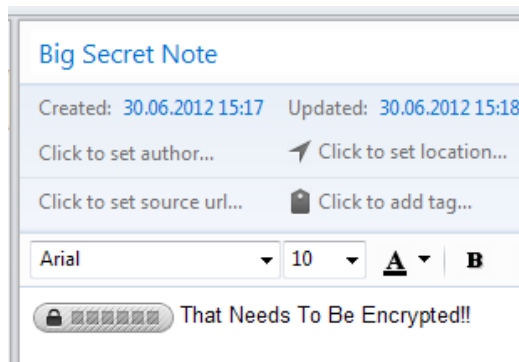 Big Secret Note
Created: 30.06.2012 15:17 Updated: 30.06.2012 15:18
Click to set author... Click to set location...
Click to set source url... Click to add tag...
Arial 10 A B
That Needs To Be Encrypted!!